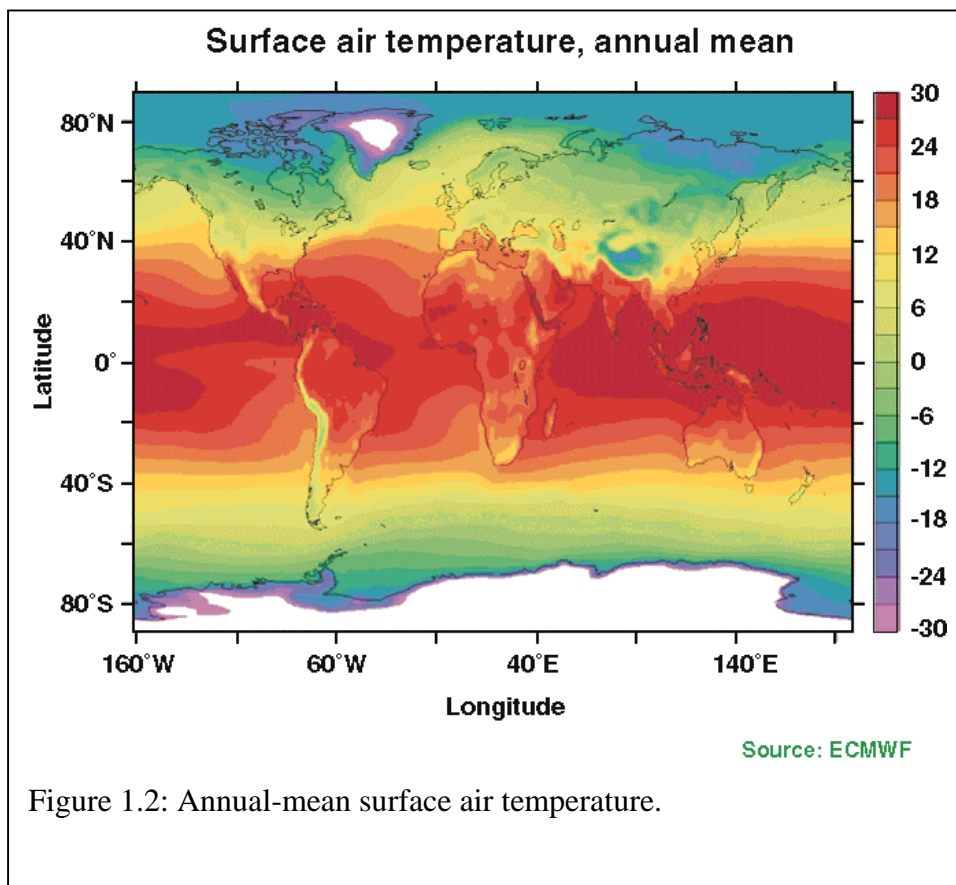 Surface air temperature, annual mean
80˚N
40˚N
0˚
40˚S
80˚S
Latitude
160˚W
60˚W
40˚E
140˚E
Longitude
30
24
18
12
6
0
-6
-12
-18
-24
-30
Source: ECMWF
Figure 1.2: Annual-mean surface air temperature.